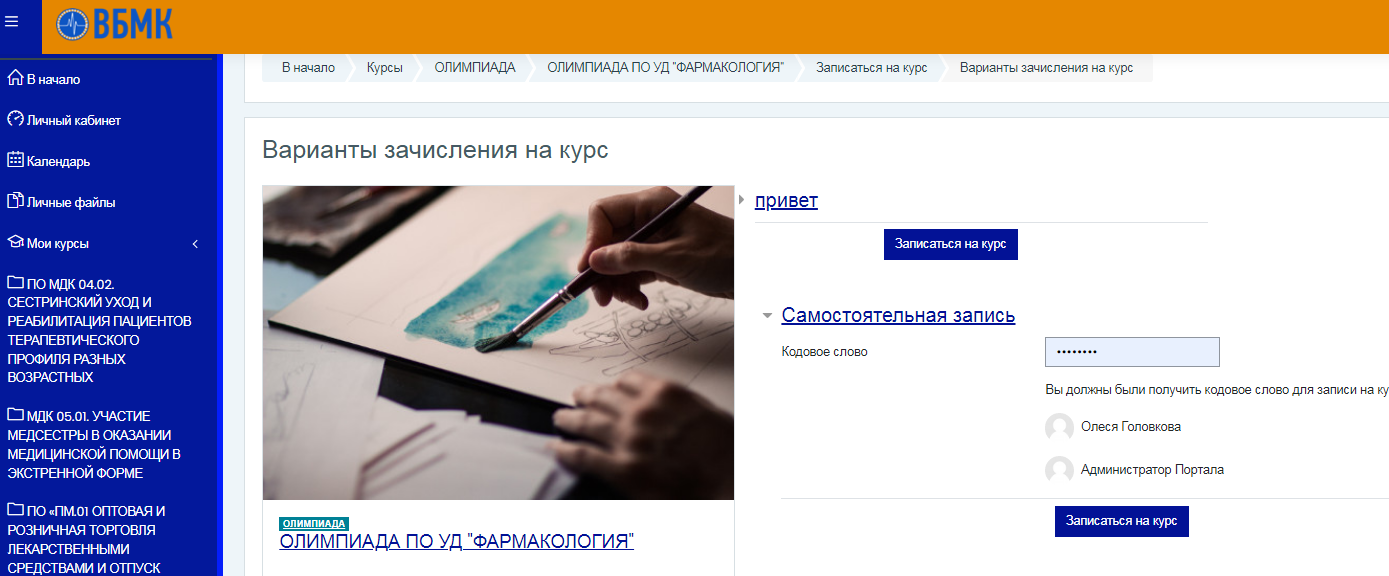 ВБМК
В начало
Курсы
ОЛИМПИАДА
ОЛИМПИАДА ПО УД "ФАРМАКОЛОГИЯ"
Записаться на курс
Варианты зачисления на курс
В начало
Личный кабинет
Календарь
Личные файлы
Мои курсы
ПО МДК 04.02.
СЕСТРИНСКИЙ УХОД И
РЕАБИЛИТАЦИЯ ПАЦИЕНТОВ
ТЕРАПЕВТИЧЕСКОГО
ПРОФИЛЯ РАЗНЫХ
ВОЗРАСТНЫХ
МДК 05.01. УЧАСТИЕ
МЕДСЕСТРЫ В ОКАЗАНИИ
МЕДИЦИНСКОЙ ПОМОЩИ В
ЭКСТРЕННОЙ ФОРМЕ
ПО «ПМ.01 ОПТОВАЯ И
РОЗНИЧНАЯ ТОРГОВЛЯ
ЛЕКАРСТВЕННЫМИ
СРЕДСТВАМИ И ОТПУСК
Варианты зачисления на курс
ОЛИМПИАДА
ОЛИМПИАДА ПО УД "ФАРМАКОЛОГИЯ"
привет
Записаться на курс
Самостоятельная запись
Кодовое слово
••••••••
Вы должны были получить кодовое слово для записи на ку
Олеся Головкова
Администратор Портала
Записаться на курс